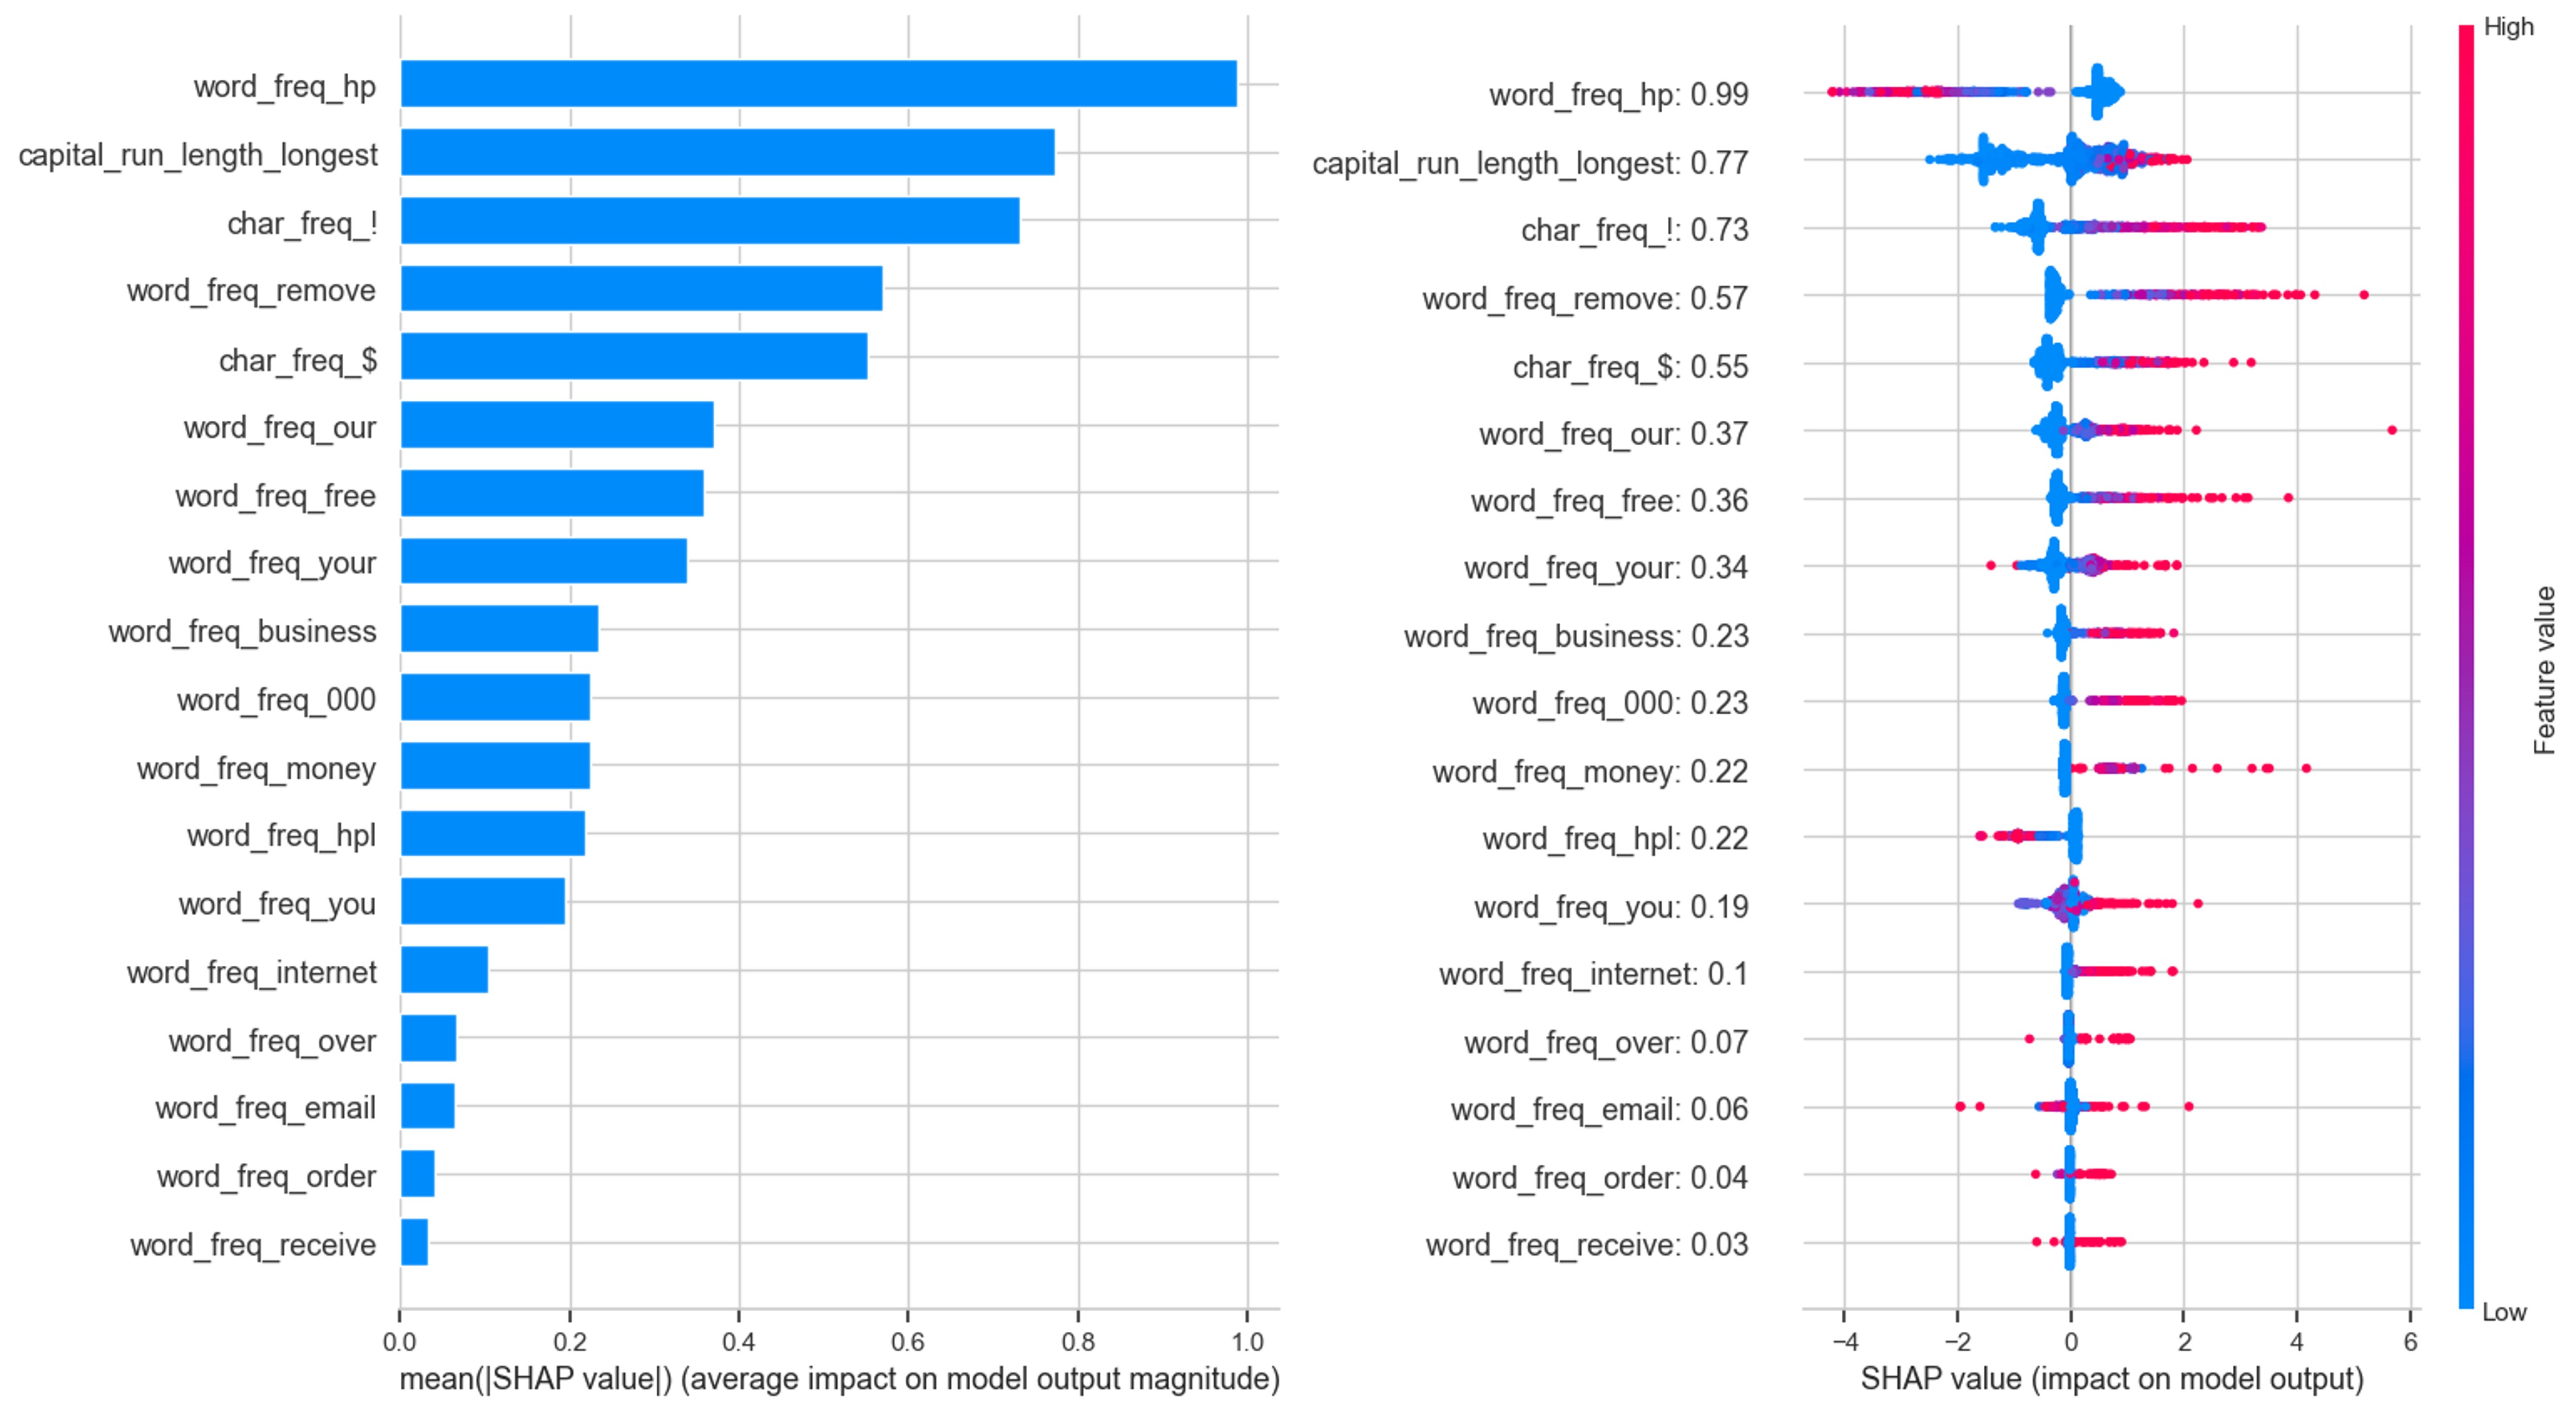 word_freq_hp
capital_run_length_longest
char_freq_!
word_freq_remove
char_freq_$
word_freq_our
word_freq_free
word_freq_your
word_freq_business
word_freq_000
word_freq_money
word_freq_hpl
word_freq_you
word_freq_internet
word_freq_over
word_freq_email
word_freq_order
word_freq_receive
0.0 0.2 0.4 0.6 0.8 1.0
mean(|SHAP value|) (average impact on model output magnitude)
word_freq_hp: 0.99
capital_run_length_longest: 0.77
char_freq_!: 0.73
word_freq_remove: 0.57
char_freq_$: 0.55
word_freq_our: 0.37
word_freq_free: 0.36
word_freq_your: 0.34
word_freq_business: 0.23
word_freq_000: 0.23
word_freq_money: 0.22
word_freq_hpl: 0.22
word_freq_you: 0.19
word_freq_internet: 0.1
word_freq_over: 0.07
word_freq_email: 0.06
word_freq_order: 0.04
word_freq_receive: 0.03
−4 −2 0 2 4 6
SHAP value (impact on model output)
High
Feature value
Low